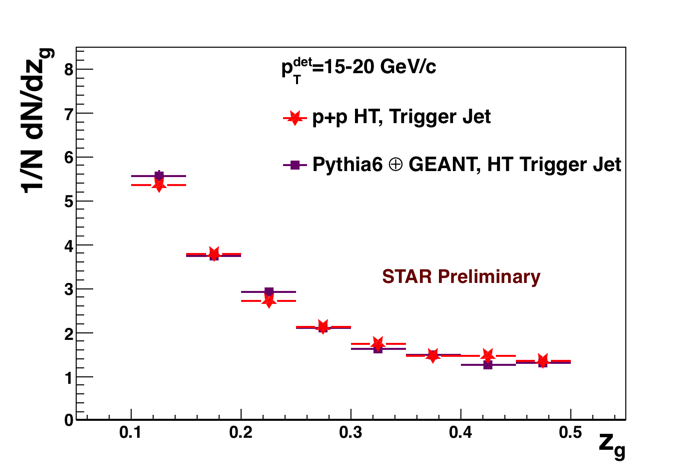 1/N dN/dz_g
p_T^det=15-20 GeV/c
p+p HT, Trigger Jet
Pythia6 ⊕ GEANT, HT Trigger Jet
STAR Preliminary
8
7
6
5
4
3
2
1
0
0.1 0.2 0.3 0.4 0.5
z_g